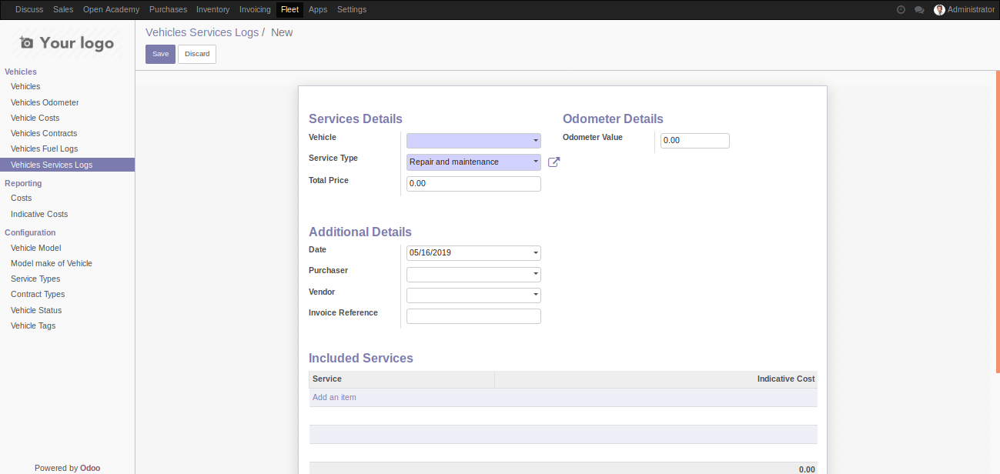 Discuss Sales Open Academy Purchases Inventory Invoicing Fleet Apps Settings Administrator
Your logo
Vehicles
Vehicles
Vehicles Odometer
Vehicle Costs
Vehicles Contracts
Vehicles Fuel Logs
Vehicles Services Logs
Reporting
Costs
Indicative Costs
Configuration
Vehicle Model
Model make of Vehicle
Service Types
Contract Types
Vehicle Status
Vehicle Tags
Powered by Odoo
Vehicles Services Logs / New
Save Discard
Services Details
Vehicle
Service Type Repair and maintenance
Total Price 0.00
Odometer Details
Odometer Value 0.00
Additional Details
Date 05/16/2019
Purchaser
Vendor
Invoice Reference
Included Services
Service Indicative Cost
Add an item
0.00